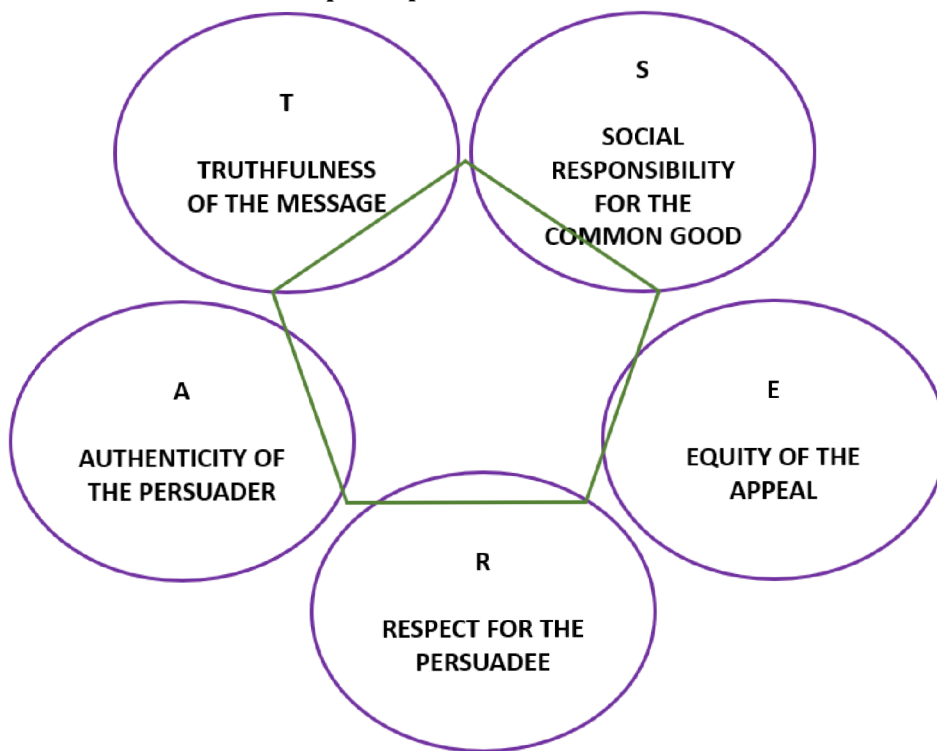 T
TRUTHFULNESS
OF THE MESSAGE
S
SOCIAL
RESPONSIBILITY
FOR THE
COMMON GOOD
A
AUTHENTICITY OF
THE PERSUADER
E
EQUITY OF THE
APPEAL
R
RESPECT FOR THE
PERSUADEE